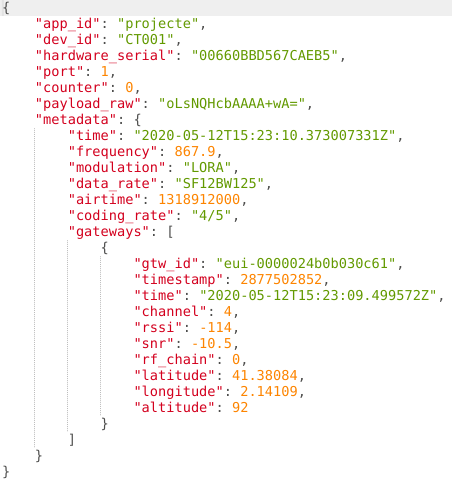 {
"app_id": "projecte",
"dev_id": "CT001",
"hardware_serial": "00660BBD567CAEB5",
"port": 1,
"counter": 0,
"payload_raw": "oLsNQHcbAAAA+wA=",
"metadata": {
"time": "2020-05-12T15:23:10.373007331Z",
"frequency": 867.9,
"modulation": "LORA",
"data_rate": "SF12BW125",
"airtime": 1318912000,
"coding_rate": "4/5",
"gateways": [
{
"gtw_id": "eui-0000024b0b030c61",
"timestamp": 2877502852,
"time": "2020-05-12T15:23:09.499572Z",
"channel": 4,
"rssi": -114,
"snr": -10.5,
"rf_chain": 0,
"latitude": 41.38084,
"longitude": 2.14109,
"altitude": 92
}
]
}
}